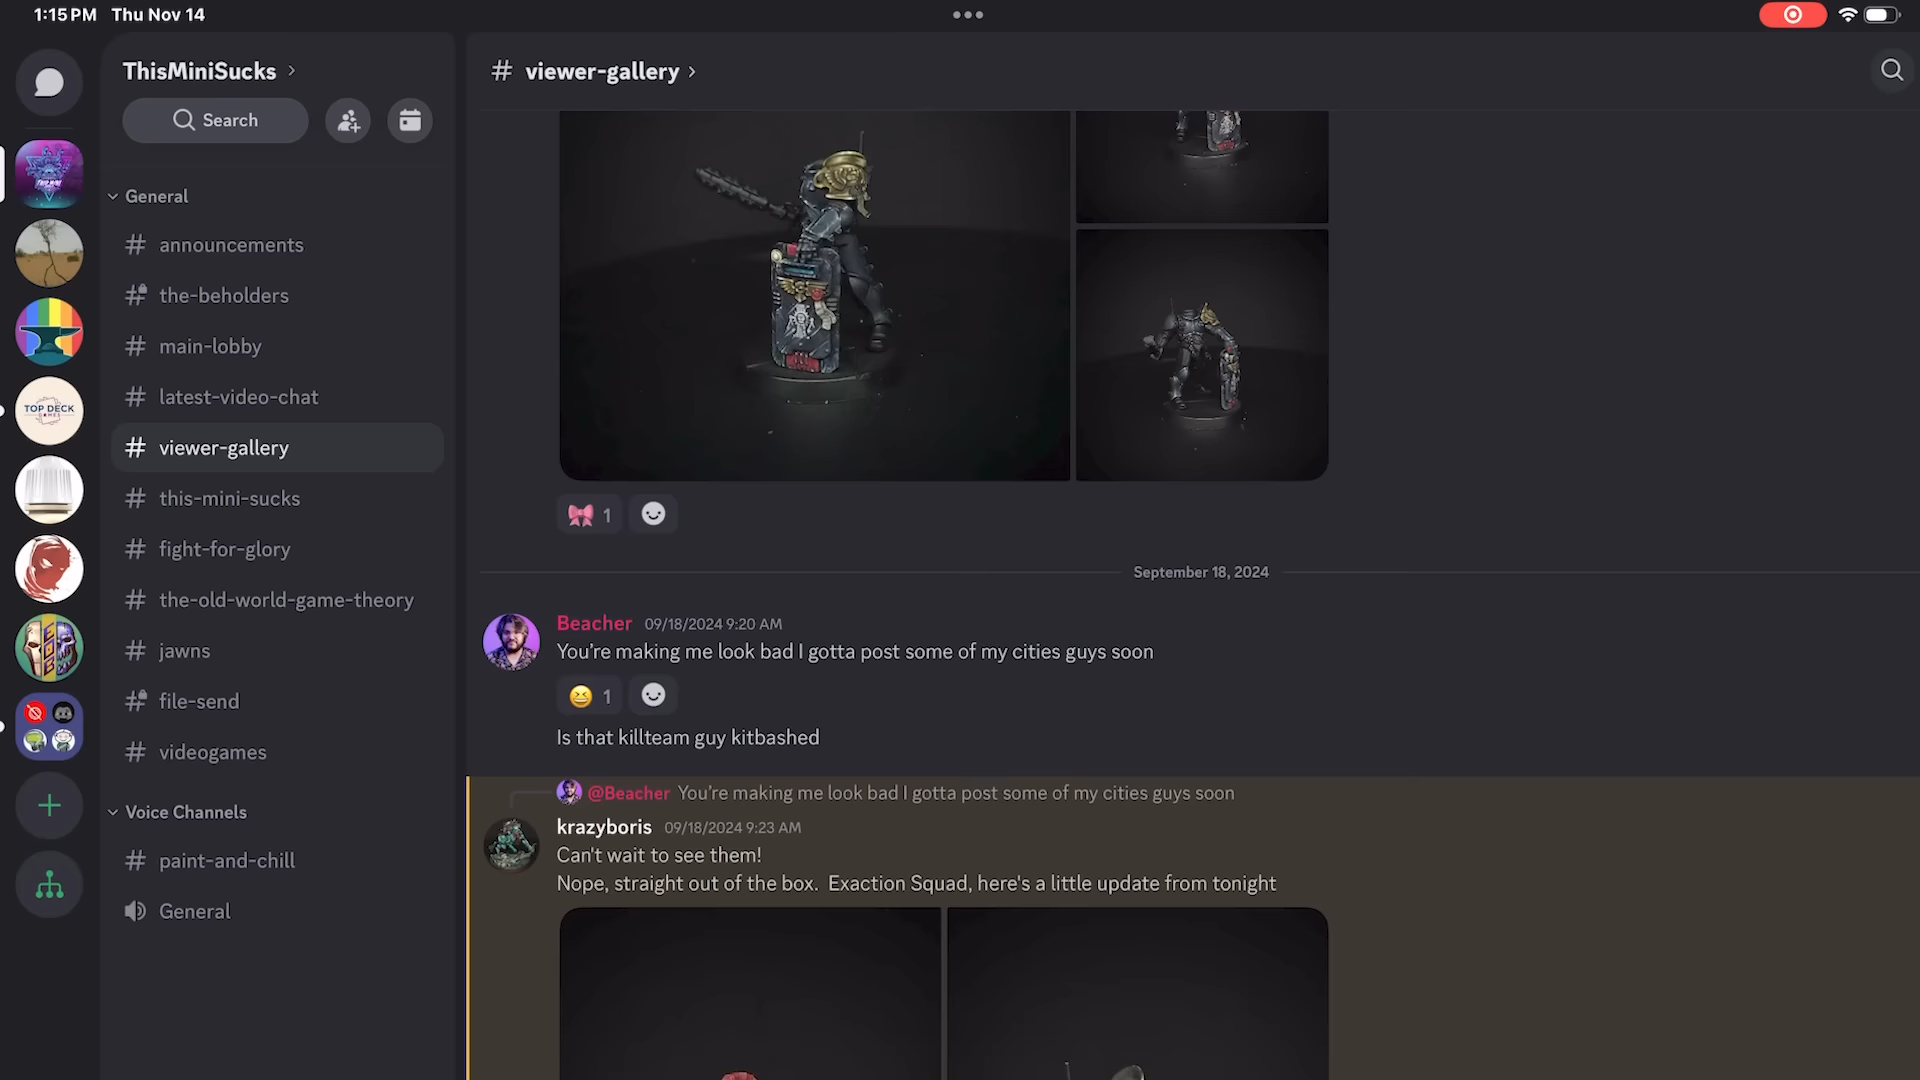 1:15 PM Thu Nov 14
ThisMiniSucks
Search
General
announcements
the-beholders
main-lobby
latest-video-chat
viewer-gallery
this-mini-sucks
fight-for-glory
the-old-world-game-theory
jawns
file-send
videogames
Voice Channels
paint-and-chill
General
TOP DECK
GAMES
# viewer-gallery
1
September 18, 2024
Beacher 09/18/2024 9:20 AM
You're making me look bad I gotta post some of my cities guys soon
1
Is that killteam guy kitbashed
@Beacher You're making me look bad I gotta post some of my cities guys soon
krazyboris 09/18/2024 9:23 AM
Can't wait to see them!
Nope, straight out of the box. Exaction Squad, here's a little update from tonight